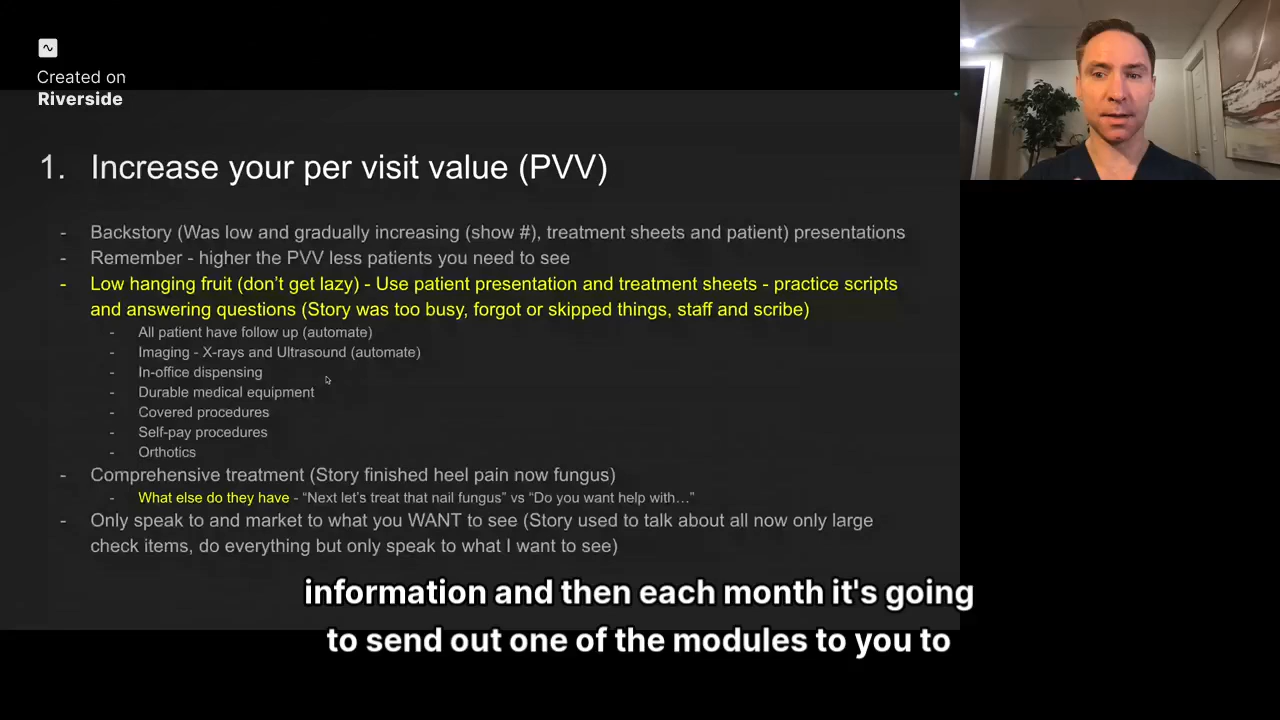 Created on
Riverside
1. Increase your per visit value (PVV)
- Backstory (Was low and gradually increasing (show #), treatment sheets and patient) presentations
- Remember - higher the PVV less patients you need to see
- Low hanging fruit (don't get lazy) - Use patient presentation and treatment sheets - practice scripts
and answering questions (Story was too busy, forgot or skipped things, staff and scribe)
- All patient have follow up (automate)
- Imaging - X-rays and Ultrasound (automate)
- In-office dispensing
- Durable medical equipment
- Covered procedures
- Self-pay procedures
- Orthotics
- Comprehensive treatment (Story finished heel pain now fungus)
- What else do they have - “Next let's treat that nail fungus” vs “Do you want help with…”
- Only speak to and market to what you WANT to see (Story used to talk about all now only large
check items, do everything but only speak to what I want to see)
information and then each month it's going
to send out one of the modules to you to